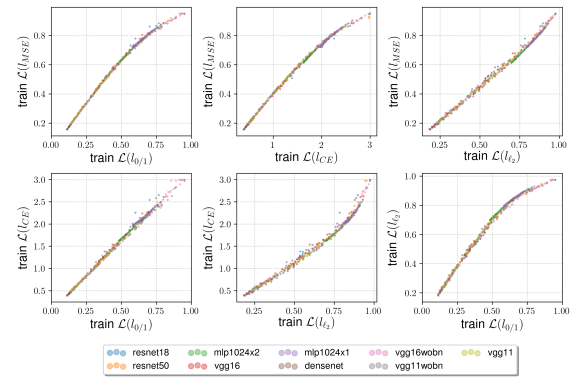 train L(l_MSE)
0.8
0.6
0.4
0.2
0.00 0.25 0.50 0.75 1.00
train L(l_0/1)
train L(l_MSE)
0.8
0.6
0.4
0.2
1 2 3
train L(l_CE)
train L(l_MSE)
0.8
0.6
0.4
0.2
0.25 0.50 0.75 1.00
train L(l_ℓ2)
train L(l_CE)
3.0
2.5
2.0
1.5
1.0
0.5
0.00 0.25 0.50 0.75 1.00
train L(l_0/1)
train L(l_CE)
3.0
2.5
2.0
1.5
1.0
0.5
0.25 0.50 0.75 1.00
train L(l_ℓ2)
train L(l_ℓ2)
1.0
0.8
0.6
0.4
0.2
0.00 0.25 0.50 0.75 1.00
train L(l_0/1)
resnet18 mlp1024x2 mlp1024x1 vgg16wobn vgg11
resnet50 vgg16 densenet vgg11wobn